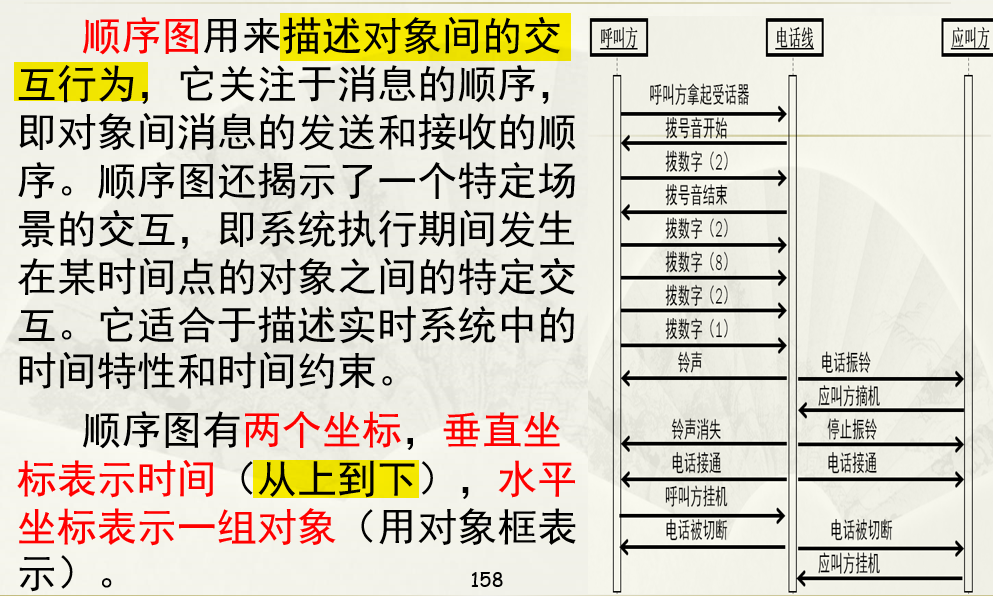 顺序图用来描述对象间的交
互行为，它关注于消息的顺序，
即对象间消息的发送和接收的顺
序。顺序图还揭示了一个特定场
景的交互，即系统执行期间发生
在某时间点的对象之间的特定交
互。它适合于描述实时系统中的
时间特性和时间约束。
顺序图有两个坐标，垂直坐
标表示时间（从上到下），水平
坐标表示一组对象（用对象框表
示）。
158
呼叫方
电话线
应叫方
呼叫方拿起受话器
拨号音开始
拨数字（2）
拨号音结束
拨数字（2）
拨数字（8）
拨数字（2）
拨数字（1）
铃声
电话振铃
应叫方摘机
铃声消失
停止振铃
电话接通
电话接通
呼叫方挂机
电话被切断
电话被切断
应叫方挂机